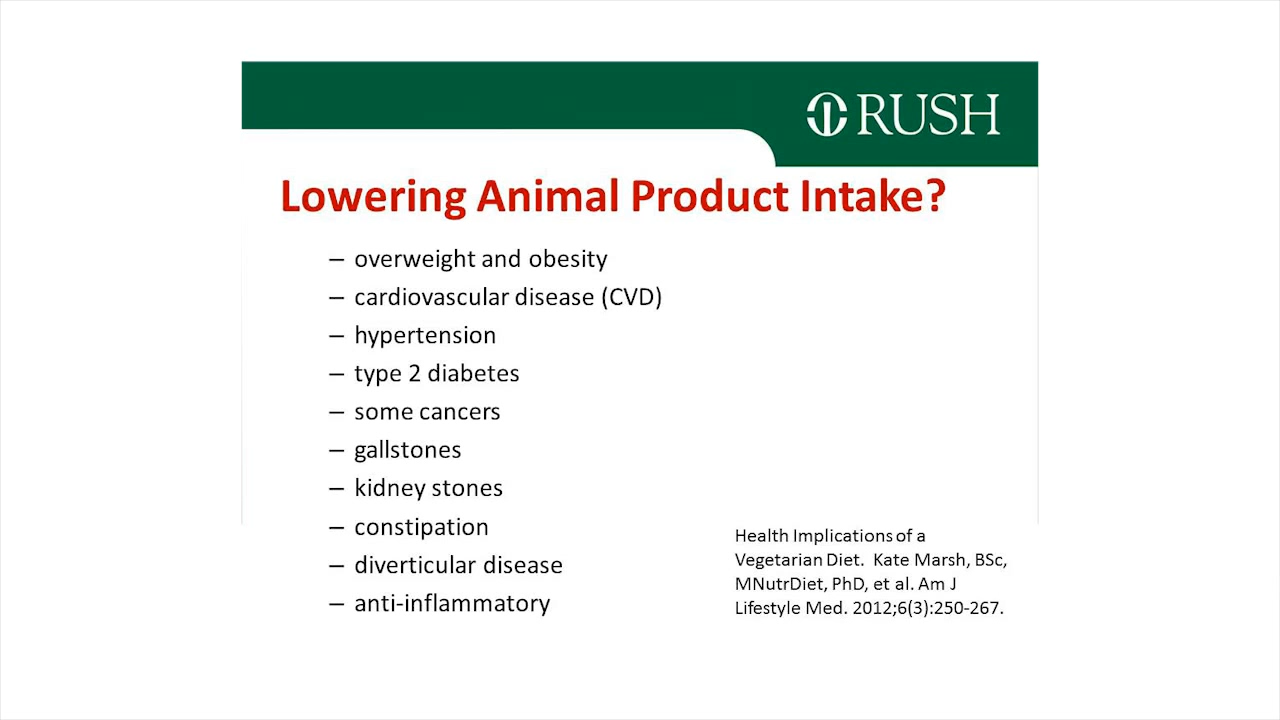 RUSH
Lowering Animal Product Intake?
– overweight and obesity
– cardiovascular disease (CVD)
– hypertension
– type 2 diabetes
– some cancers
– gallstones
– kidney stones
– constipation
– diverticular disease
– anti-inflammatory
Health Implications of a
Vegetarian Diet.  Kate Marsh, BSc,
MNutrDiet, PhD, et al. Am J
Lifestyle Med. 2012;6(3):250-267.